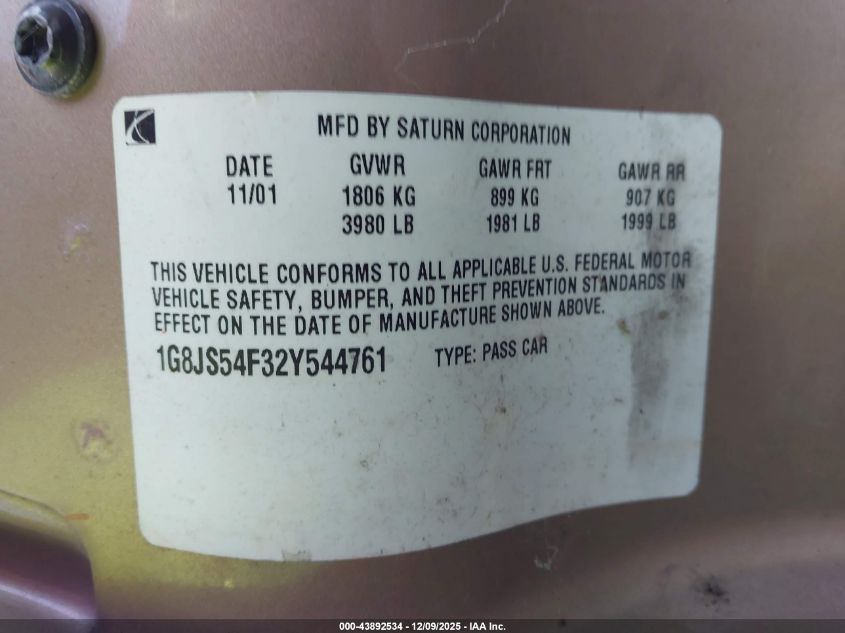 MFD BY SATURN CORPORATION
DATE GVWR GAWR FRT GAWR RR
11/01 1806 KG 899 KG 907 KG
3980 LB 1981 LB 1999 LB
THIS VEHICLE CONFORMS TO ALL APPLICABLE U.S. FEDERAL MOTOR
VEHICLE SAFETY, BUMPER, AND THEFT PREVENTION STANDARDS IN
EFFECT ON THE DATE OF MANUFACTURE SHOWN ABOVE.
1G8JS54F32Y544761 TYPE: PASS CAR
000-43892534 - 12/09/2025 - IAA Inc.